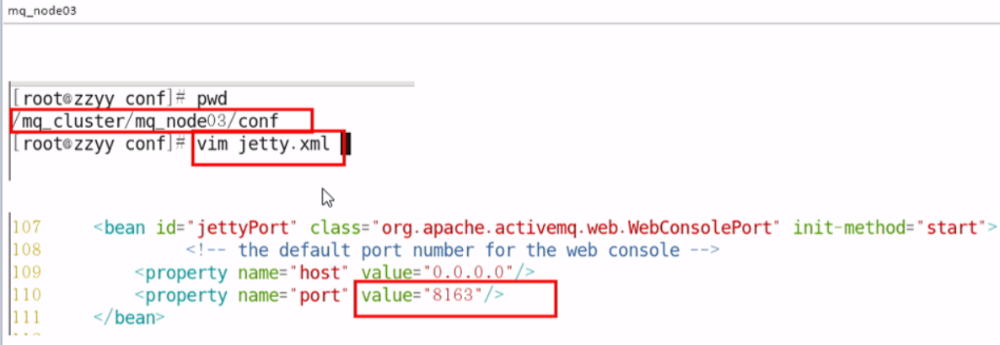 mq_node03
[root@zzyy conf]# pwd
/mq_cluster/mq_node03/conf
[root@zzyy conf]# vim jetty.xml
107 <bean id="jettyPort" class="org.apache.activemq.web.WebConsolePort" init-method="start">
108 <!-- the default port number for the web console -->
109 <property name="host" value="0.0.0.0"/>
110 <property name="port" value="8163"/>
111 </bean>